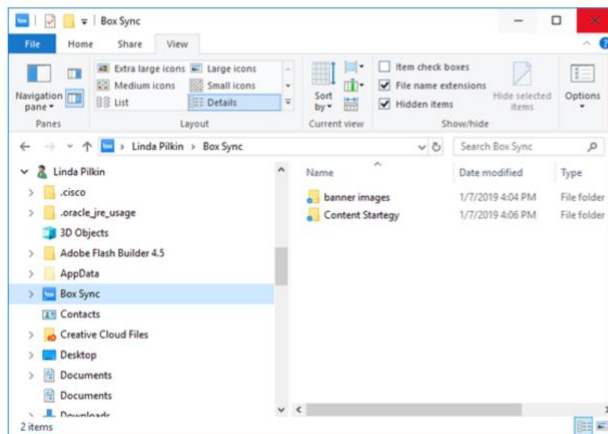 Box Sync
File Home Share View
Navigation pane
Extra large icons Large icons
Medium icons Small icons
List Details
Sort by
Item check boxes
File name extensions
Hidden items
Hide selected items
Options
Panes Layout Current view Show/hide
Linda Pilkin > Box Sync Search Box Sync
Linda Pilkin
.cisco
.oracle_jre_usage
3D Objects
Adobe Flash Builder 4.5
AppData
Box Sync
Contacts
Creative Cloud Files
Desktop
Documents
Documents
Downloads
Name Date modified Type
banner images 1/7/2019 4:04 PM File folder
Content Startegy 1/7/2019 4:06 PM File folder
2 items